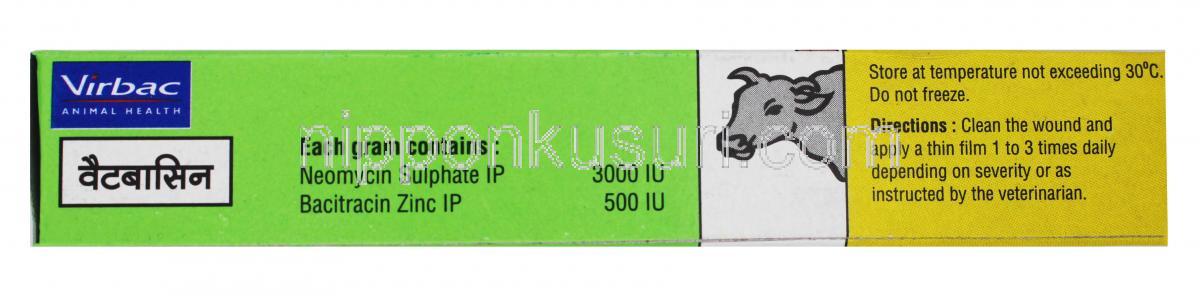 Virbac
ANIMAL HEALTH
वैटबासिन
Each gram contains :
Neomycin Sulphate IP 3000 IU
Bacitracin Zinc IP 500 IU
nipponkusuri.com
Store at temperature not exceeding 30ºC.
Do not freeze.
Directions : Clean the wound and
apply a thin film 1 to 3 times daily
depending on severity or as
instructed by the veterinarian.